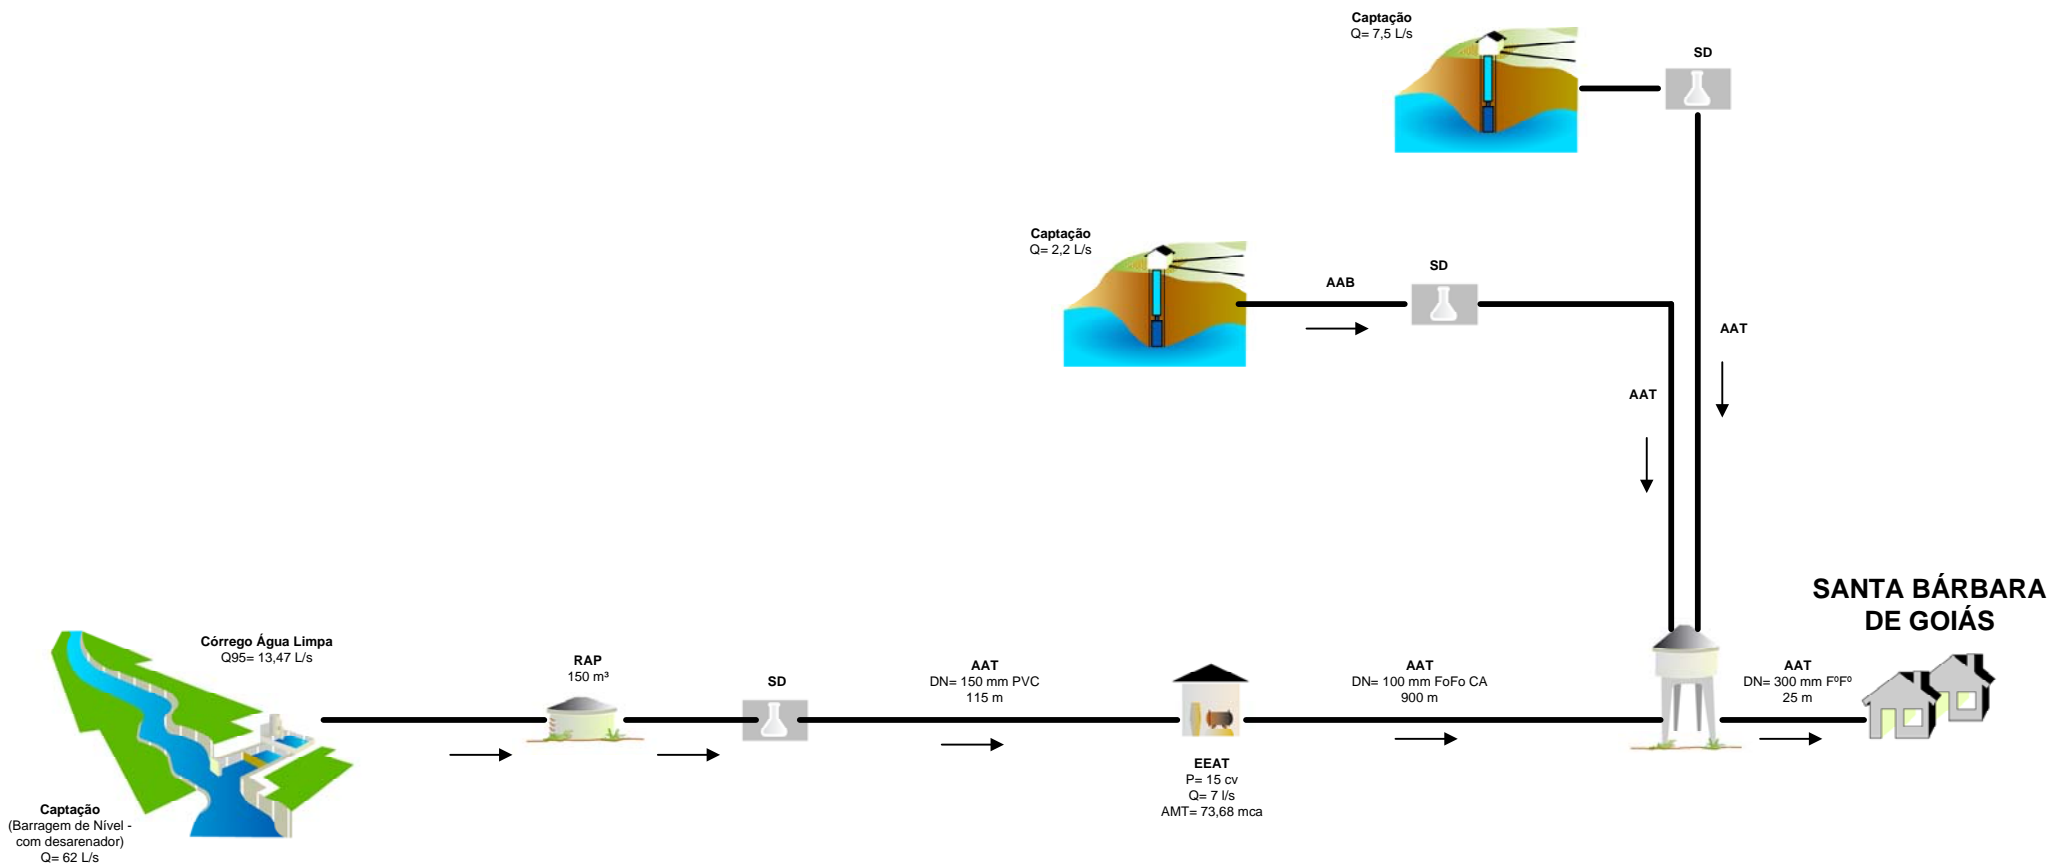 Captação
Q= 7,5 L/s
SD
Captação
Q= 2,2 L/s
AAB
SD
AAT
AAT
SANTA BÁRBARA
DE GOIÁS
Córrego Água Limpa
Q95= 13,47 L/s
RAP
150 m³
SD
AAT
DN= 150 mm PVC
115 m
AAT
DN= 100 mm FoFo CA
900 m
AAT
DN= 300 mm FºFº
25 m
EEAT
P= 15 cv
Q= 7 l/s
AMT= 73,68 mca
Captação
(Barragem de Nível -
com desarenador)
Q= 62 L/s